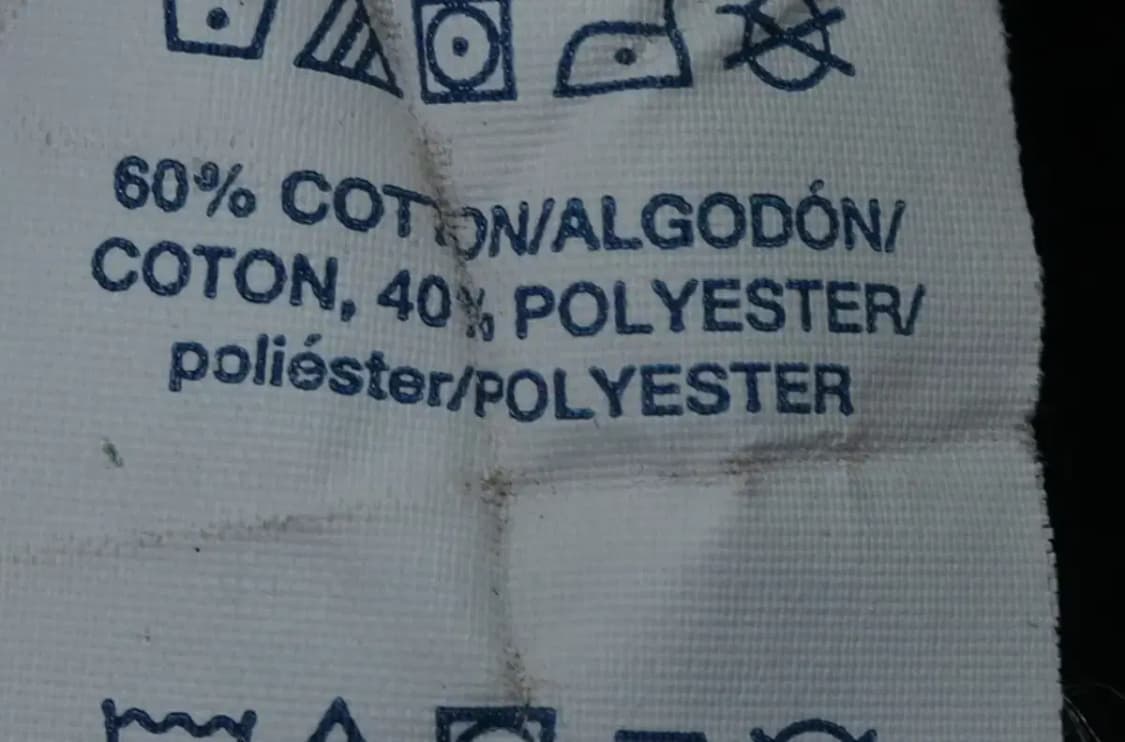 60% COTTON/ALGODÓN/
COTON, 40% POLYESTER/
poliéster/POLYESTER